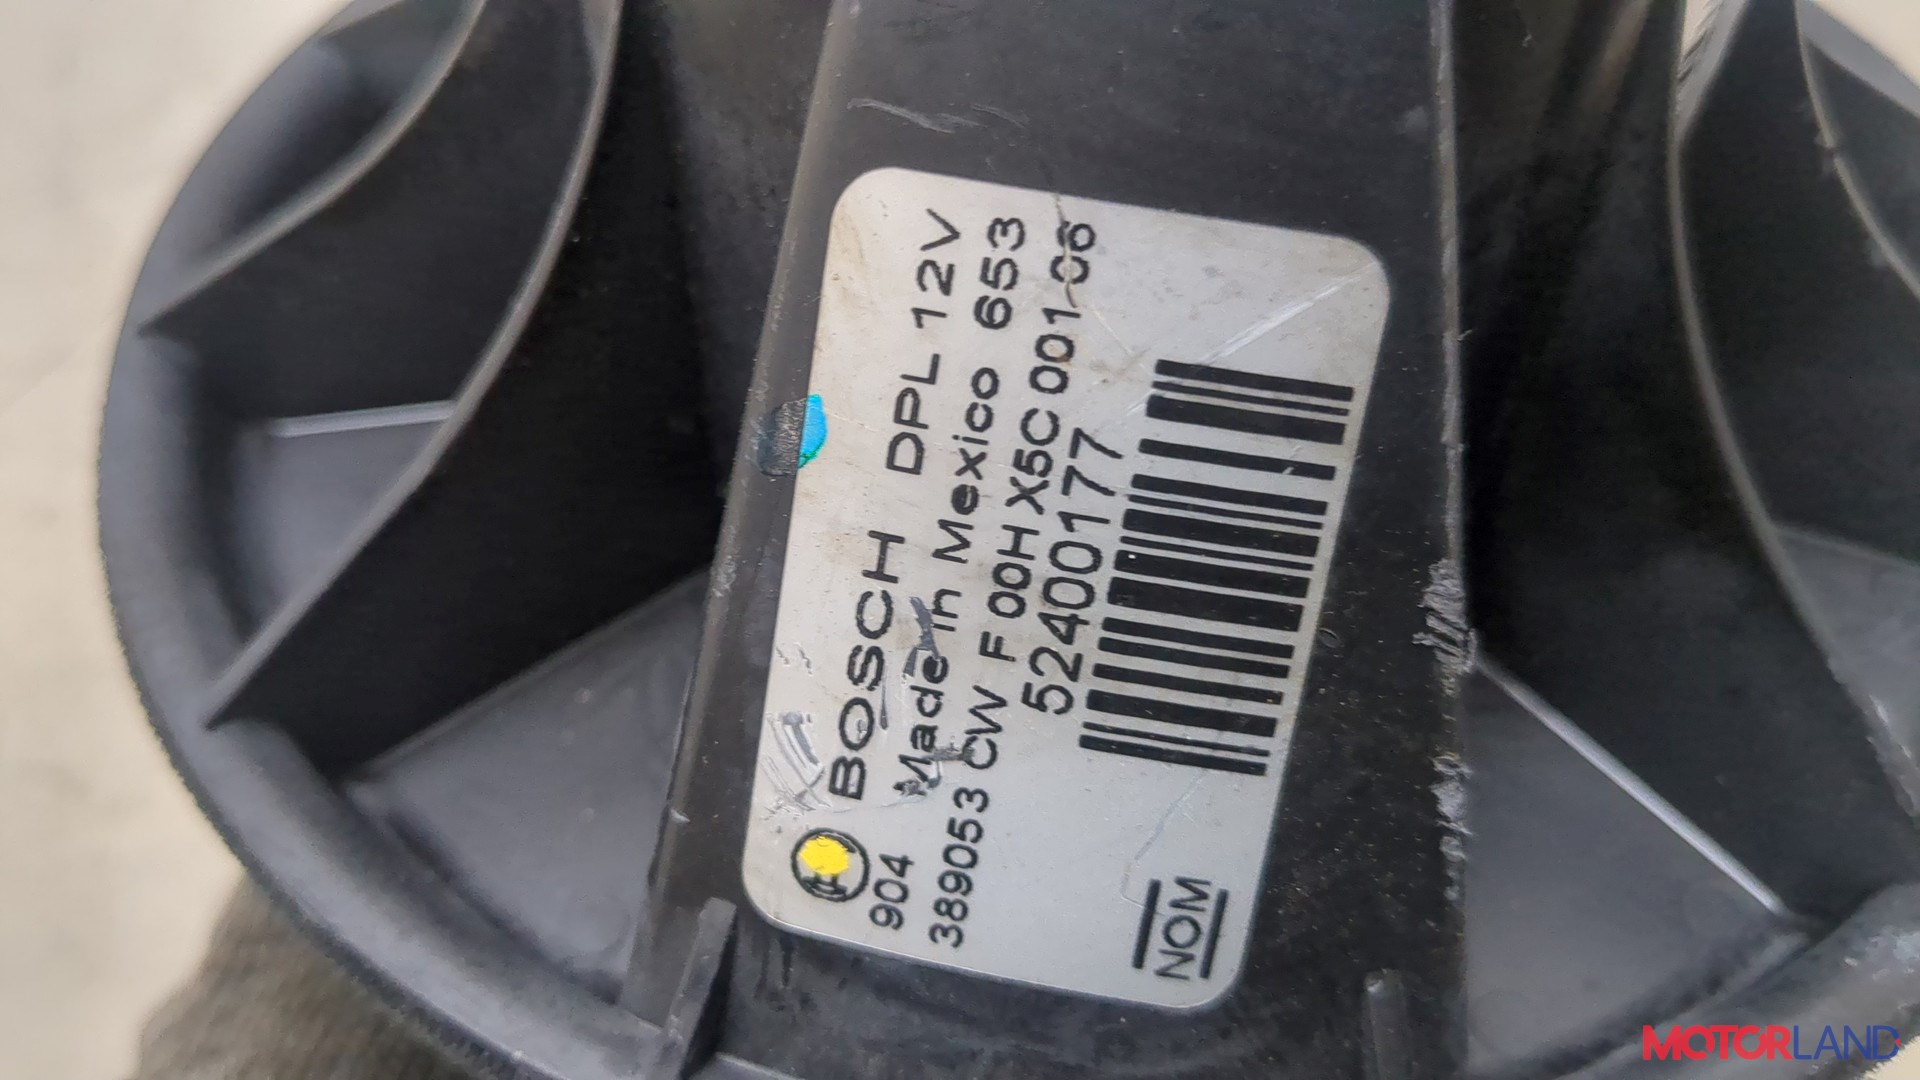 BOSCH DPL 12V
904 Made in Mexico 653
389053 CW F 00H X5C 001-06
52400177
NOM
MOTORLAND